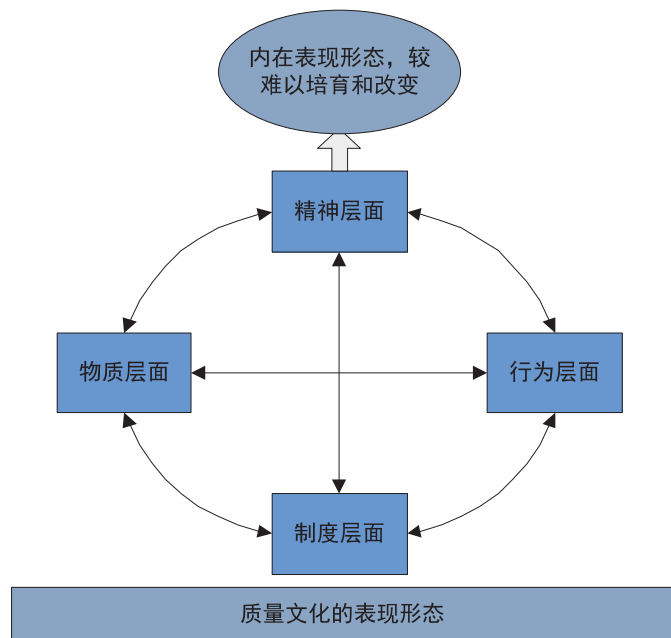 内在表现形态，较
难以培育和改变
精神层面
物质层面
行为层面
制度层面
质量文化的表现形态